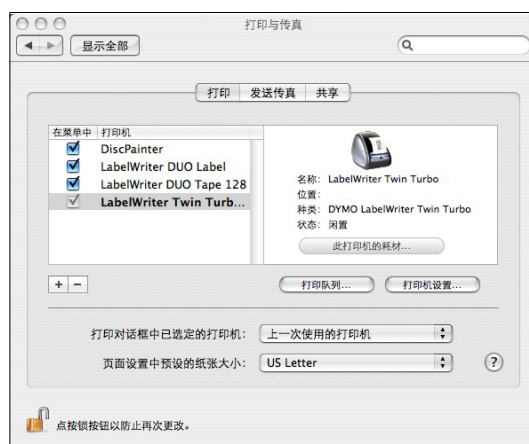 打印与传真
显示全部
打印 发送传真 共享
在菜单中 打印机
DiscPainter
LabelWriter DUO Label
LabelWriter DUO Tape 128
LabelWriter Twin Turb...
名称: LabelWriter Twin Turbo
位置:
种类: DYMO LabelWriter Twin Turbo
状态: 闲置
此打印机的耗材...
+ −
打印队列... 打印机设置...
打印对话框中已选定的打印机: 上一次使用的打印机
页面设置中预设的纸张大小: US Letter ?
点按锁按钮以防止再次更改。